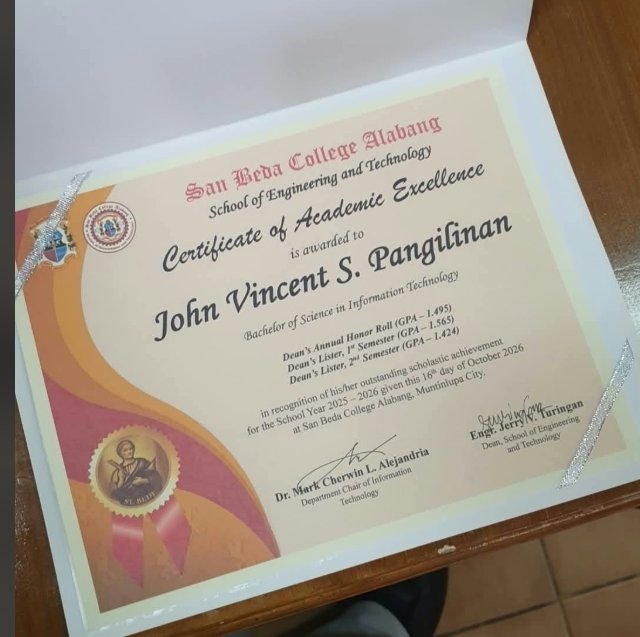 San Beda College Alabang
School of Engineering and Technology
Certificate of Academic Excellence
is awarded to
John Vincent S. Pangilinan
Bachelor of Science in Information Technology
Dean's Annual Honor Roll (GPA – 1.495)
Dean's Lister, 1st Semester (GPA – 1.565)
Dean's Lister, 2nd Semester (GPA – 1.424)
in recognition of his/her outstanding scholastic achievement
for the School Year 2025 – 2026 given this 16th day of October 2026
at San Beda College Alabang, Muntinlupa City.
Dr. Mark Cherwin L. Alejandria
Department Chair of Information
Technology
Engr. Jerry V. Turingan
Dean, School of Engineering
and Technology
ST. BEDE